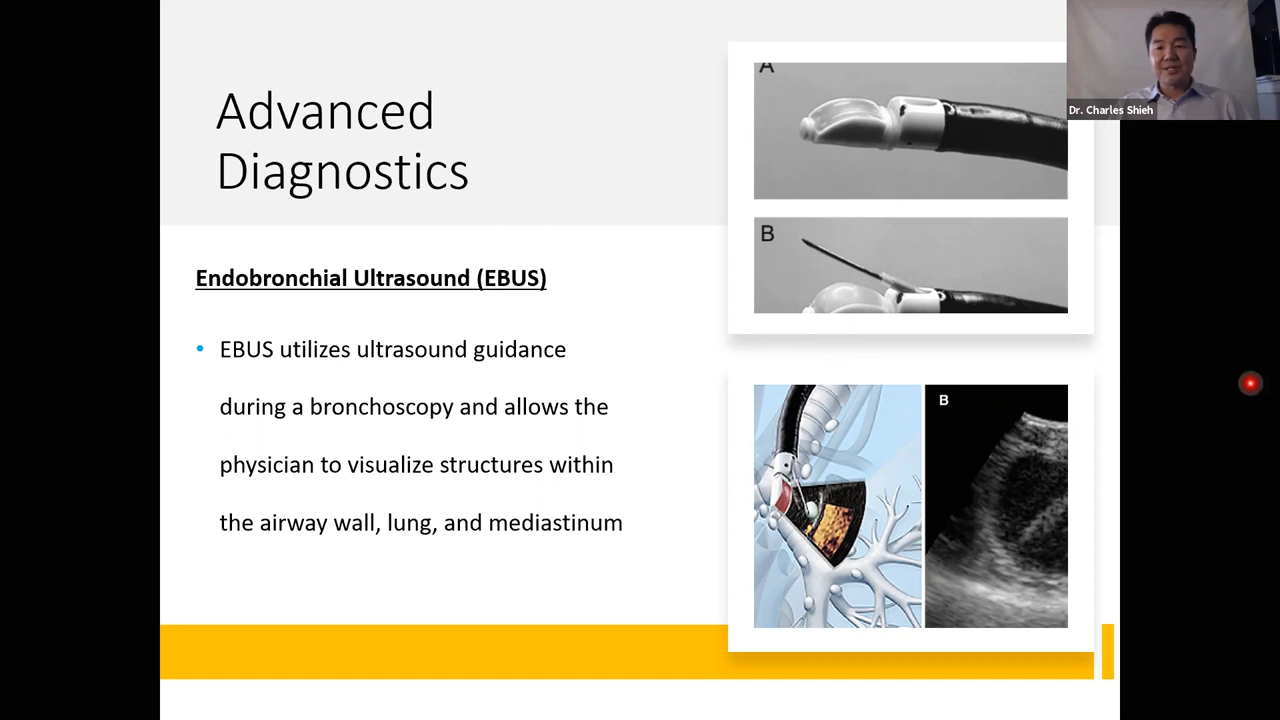 Advanced
Diagnostics
Endobronchial Ultrasound (EBUS)
• EBUS utilizes ultrasound guidance
during a bronchoscopy and allows the
physician to visualize structures within
the airway wall, lung, and mediastinum
A
B
B
Dr. Charles Shieh